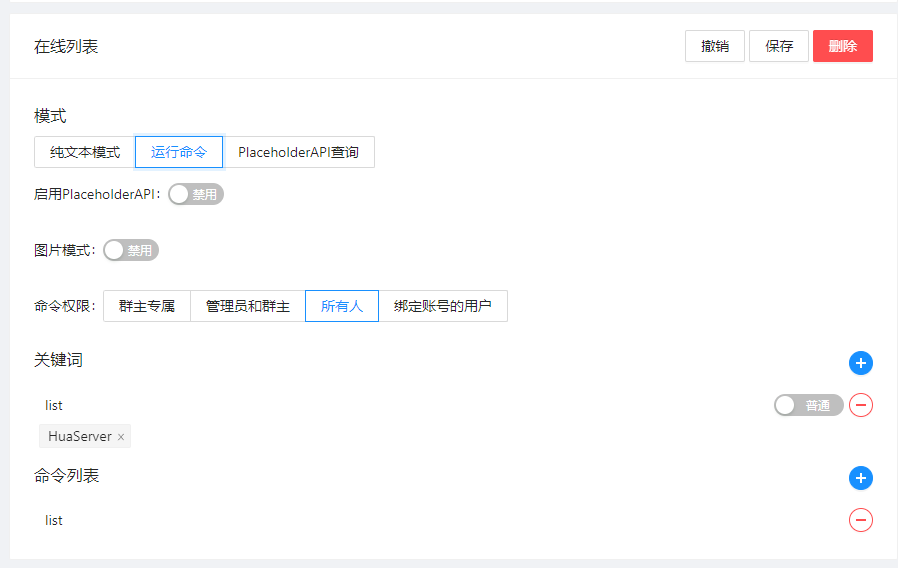 在线列表 撤销 保存 删除
模式
纯文本模式 运行命令 PlaceholderAPI查询
启用PlaceholderAPI: 禁用
图片模式: 禁用
命令权限: 群主专属 管理员和群主 所有人 绑定账号的用户
关键词
list 普通
HuaServer ×
命令列表
list